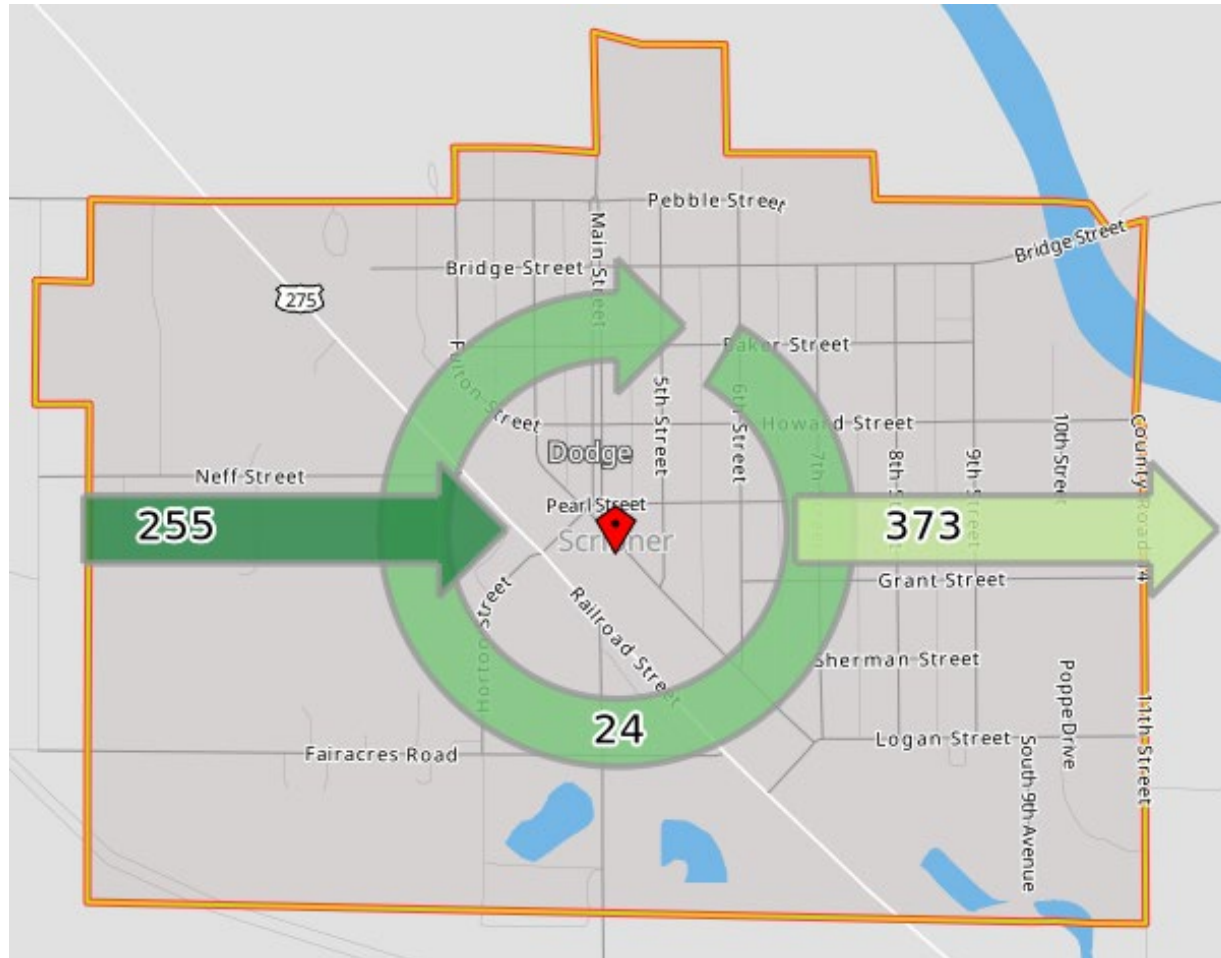 Pebble Street
Main Street
Bridge Street
Bridge Street
275
Baker Street
Fulton Street
5th Street
6th Street
Howard Street
10th Street
County Road 14
Dodge
7th Street
8th Street
9th Street
Neff Street
Pearl Street
255
373
Scribner
Grant Street
Horton Street
Railroad Street
Sherman Street
Poppe Drive
24
11th Street
Fairacres Road
Logan Street
South 9th Avenue